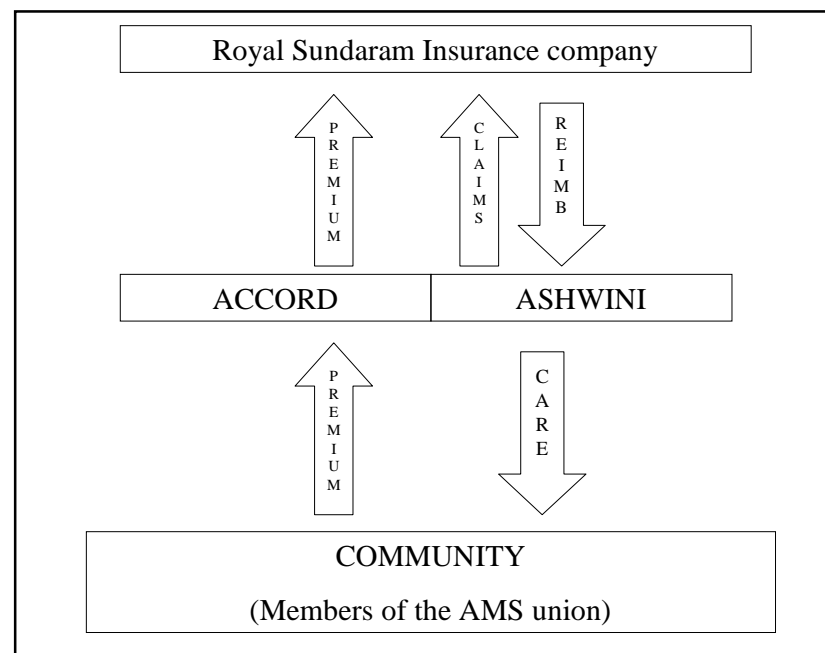 Royal Sundaram Insurance company
PREMIUM
CLAIMS
REIMB
ACCORD
ASHWINI
PREMIUM
CARE
COMMUNITY
(Members of the AMS union)